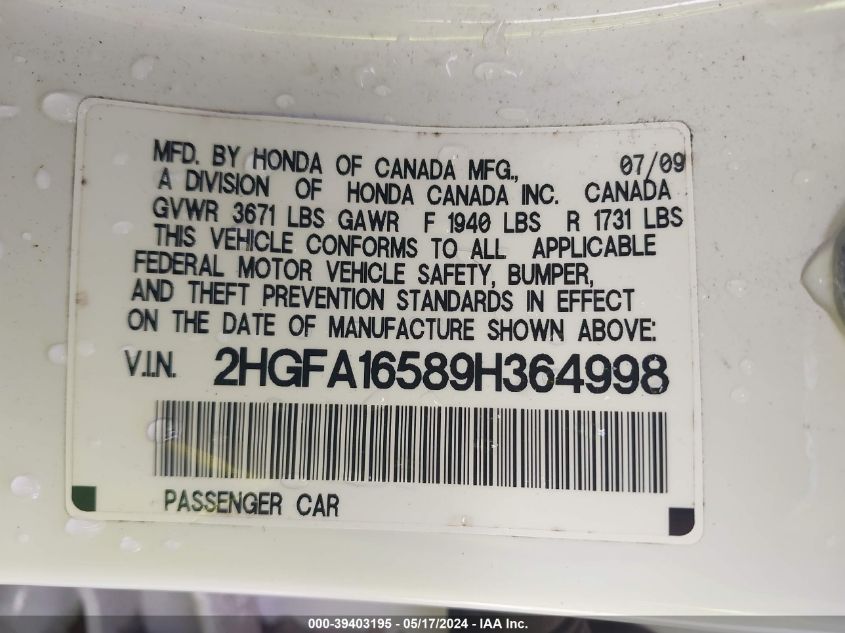 MFD. BY HONDA OF CANADA MFG., 07/09
A DIVISION OF HONDA CANADA INC. CANADA
GVWR 3671 LBS GAWR F 1940 LBS R 1731 LBS
THIS VEHICLE CONFORMS TO ALL APPLICABLE
FEDERAL MOTOR VEHICLE SAFETY, BUMPER,
AND THEFT PREVENTION STANDARDS IN EFFECT
ON THE DATE OF MANUFACTURE SHOWN ABOVE:
V.I.N. 2HGFA16589H364998
PASSENGER CAR
000-39403195 - 05/17/2024 - IAA Inc.